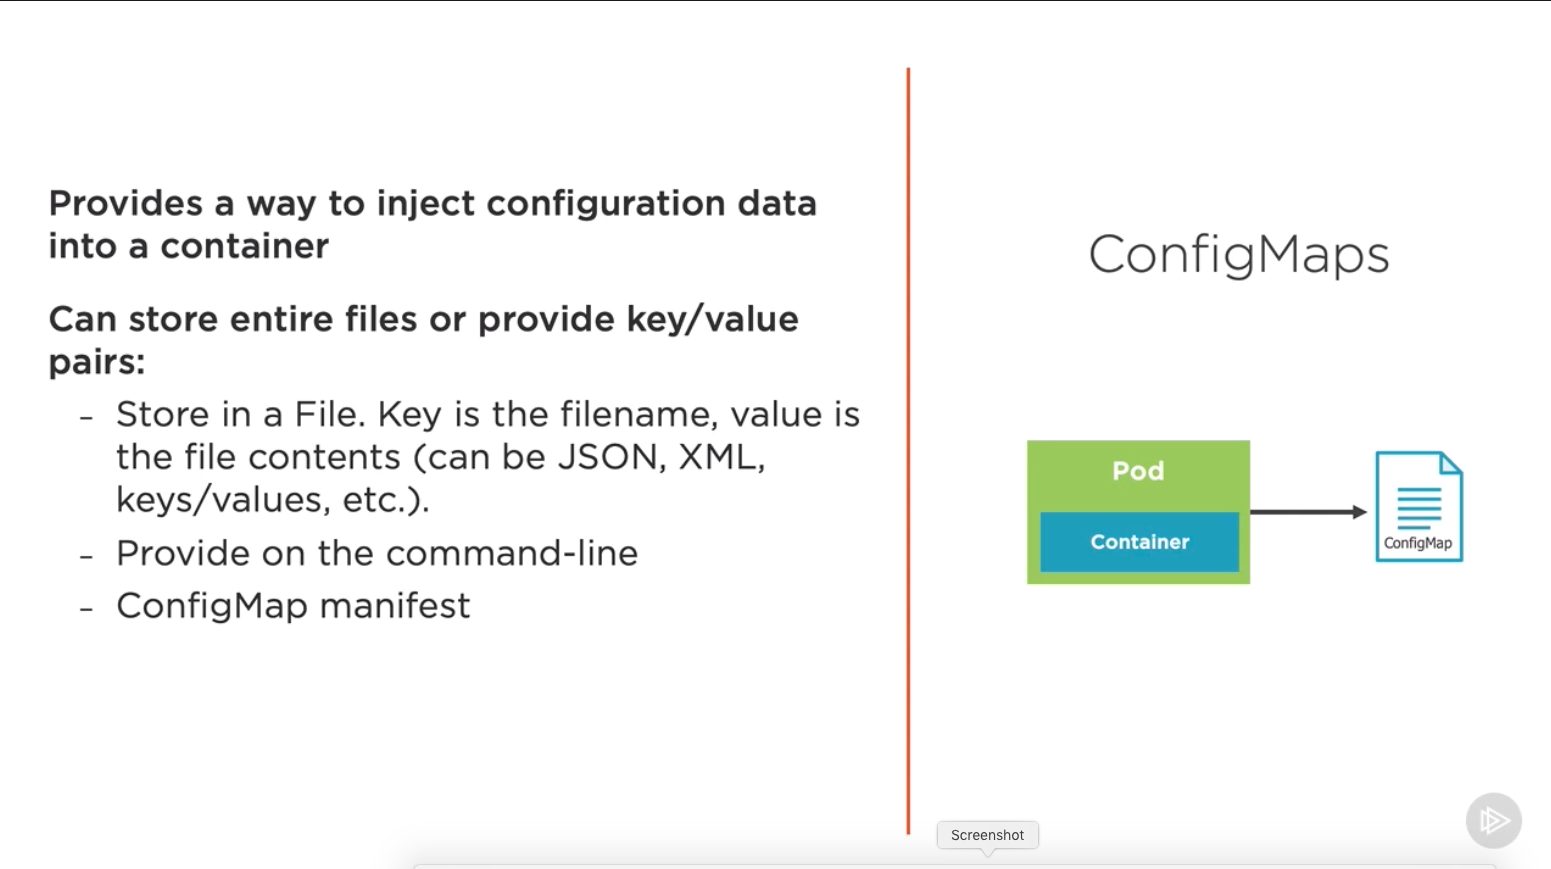 Provides a way to inject configuration data
into a container
Can store entire files or provide key/value
pairs:
- Store in a File. Key is the filename, value is
the file contents (can be JSON, XML,
keys/values, etc.).
- Provide on the command-line
- ConfigMap manifest
ConfigMaps
Pod
Container
ConfigMap
Screenshot